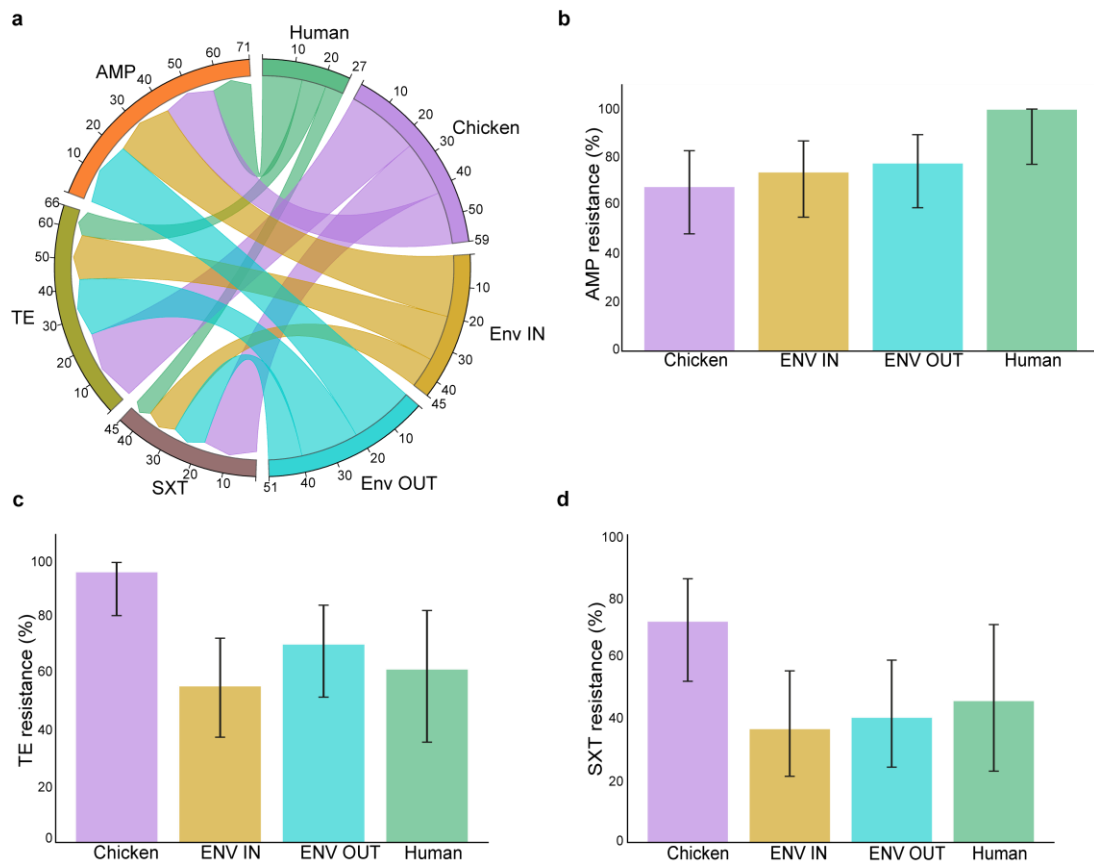 a
Human
10
20
27
Chicken
10
20
30
40
50
59
Env IN
10
20
30
40
45
Env OUT
10
20
30
40
51
SXT
10
20
30
40
45
TE
10
20
30
40
50
60
66
AMP
10
20
30
40
50
60
71
b
AMP resistance (%)
100
80
60
40
20
0
Chicken
ENV IN
ENV OUT
Human
c
TE resistance (%)
100
80
60
40
20
0
Chicken
ENV IN
ENV OUT
Human
d
SXT resistance (%)
100
80
60
40
20
0
Chicken
ENV IN
ENV OUT
Human